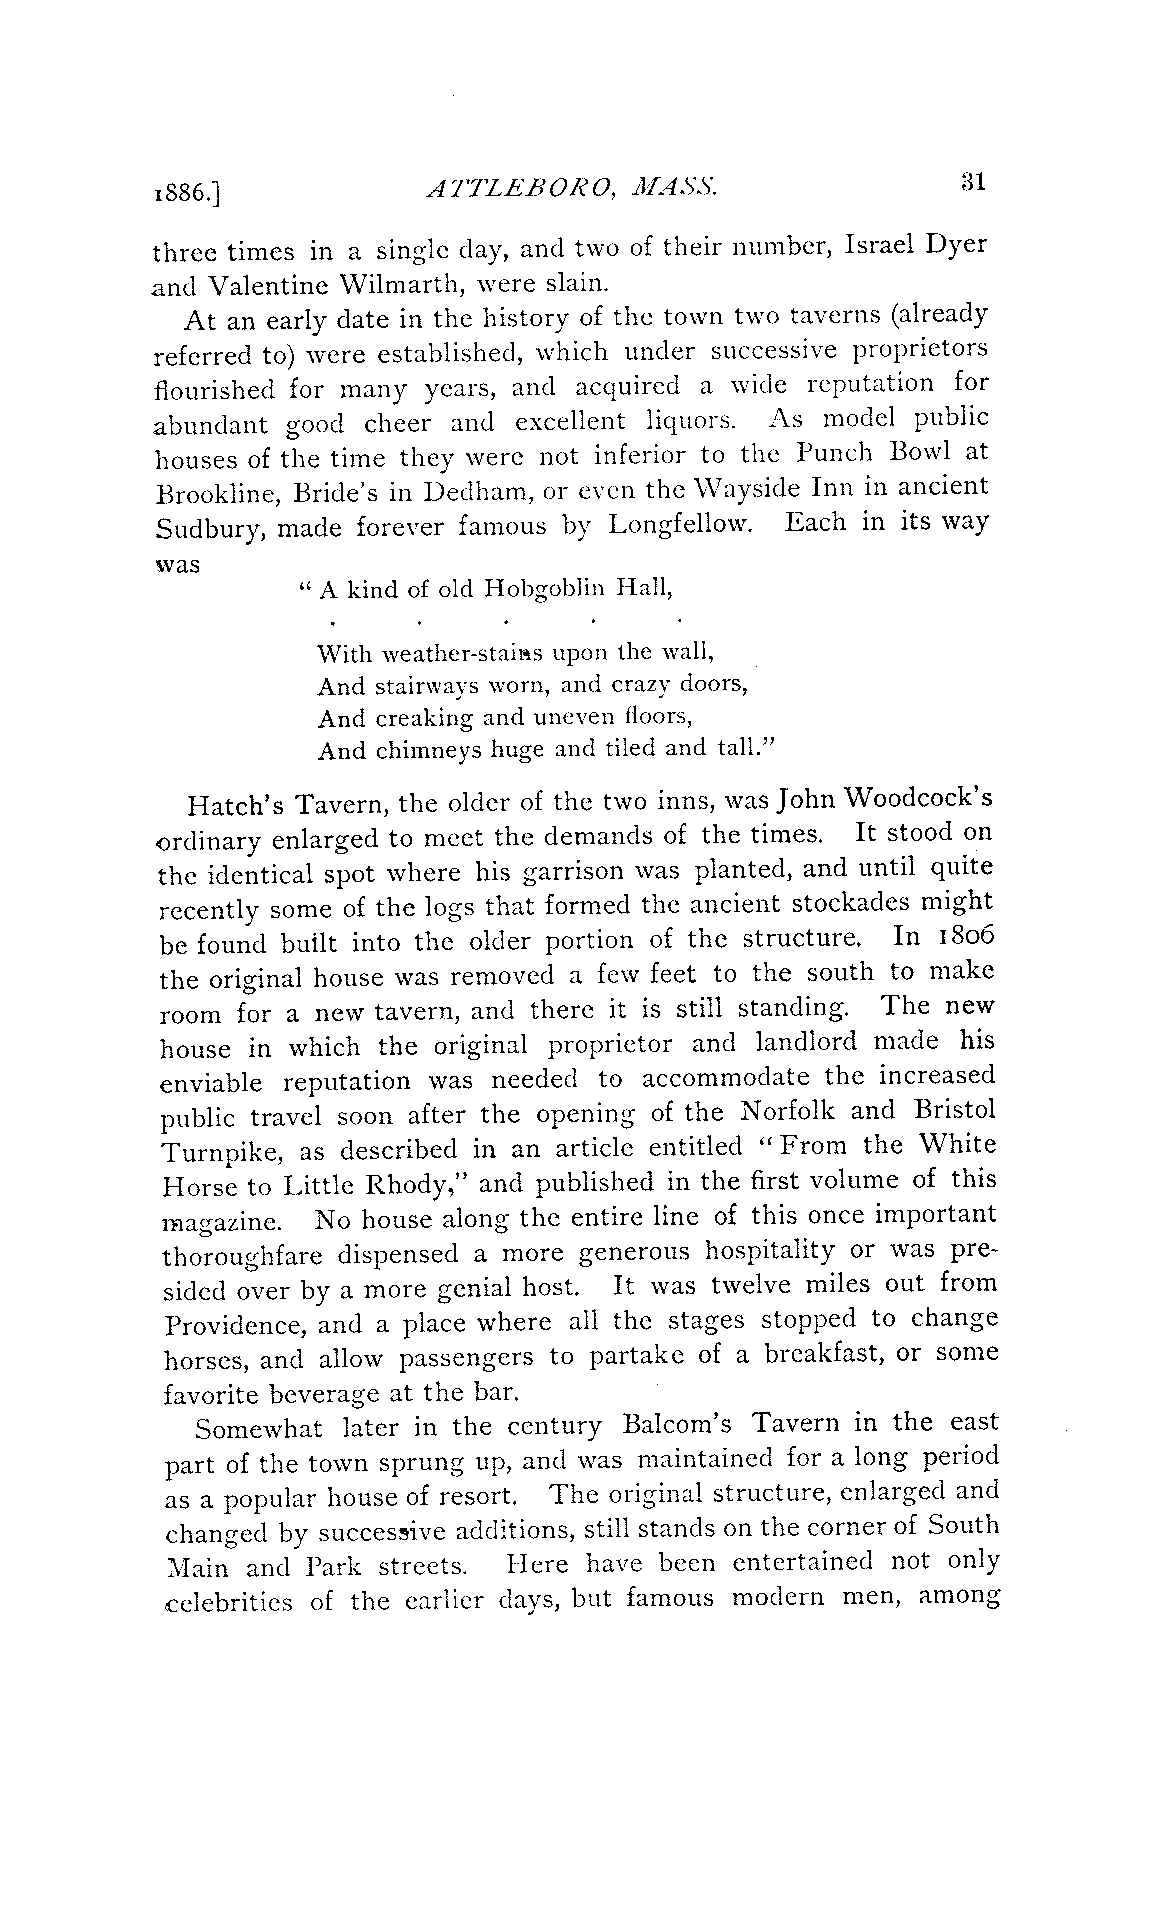 1886.] ATTLEBORO, MASS. 31
three times in a single day, and two of their number, Israel Dyer
and Valentine Wilmarth, were slain.
At an early date in the history of the town two taverns (already
referred to) were established, which under successive proprietors
flourished for many years, and acquired a wide reputation for
abundant good cheer and excellent liquors. As model public
houses of the time they were not inferior to the Punch Bowl at
Brookline, Bride's in Dedham, or even the Wayside Inn in ancient
Sudbury, made forever famous by Longfellow. Each in its way
was
" A kind of old Hobgoblin Hall,
. . . . .
With weather-stains upon the wall,
And stairways worn, and crazy doors,
And creaking and uneven floors,
And chimneys huge and tiled and tall."
Hatch's Tavern, the older of the two inns, was John Woodcock's
ordinary enlarged to meet the demands of the times. It stood on
the identical spot where his garrison was planted, and until quite
recently some of the logs that formed the ancient stockades might
be found built into the older portion of the structure. In 1806
the original house was removed a few feet to the south to make
room for a new tavern, and there it is still standing. The new
house in which the original proprietor and landlord made his
enviable reputation was needed to accommodate the increased
public travel soon after the opening of the Norfolk and Bristol
Turnpike, as described in an article entitled " From the White
Horse to Little Rhody," and published in the first volume of this
magazine. No house along the entire line of this once important
thoroughfare dispensed a more generous hospitality or was pre-
sided over by a more genial host. It was twelve miles out from
Providence, and a place where all the stages stopped to change
horses, and allow passengers to partake of a breakfast, or some
favorite beverage at the bar.
Somewhat later in the century Balcom's Tavern in the east
part of the town sprung up, and was maintained for a long period
as a popular house of resort. The original structure, enlarged and
changed by successive additions, still stands on the corner of South
Main and Park streets. Here have been entertained not only
celebrities of the earlier days, but famous modern men, among